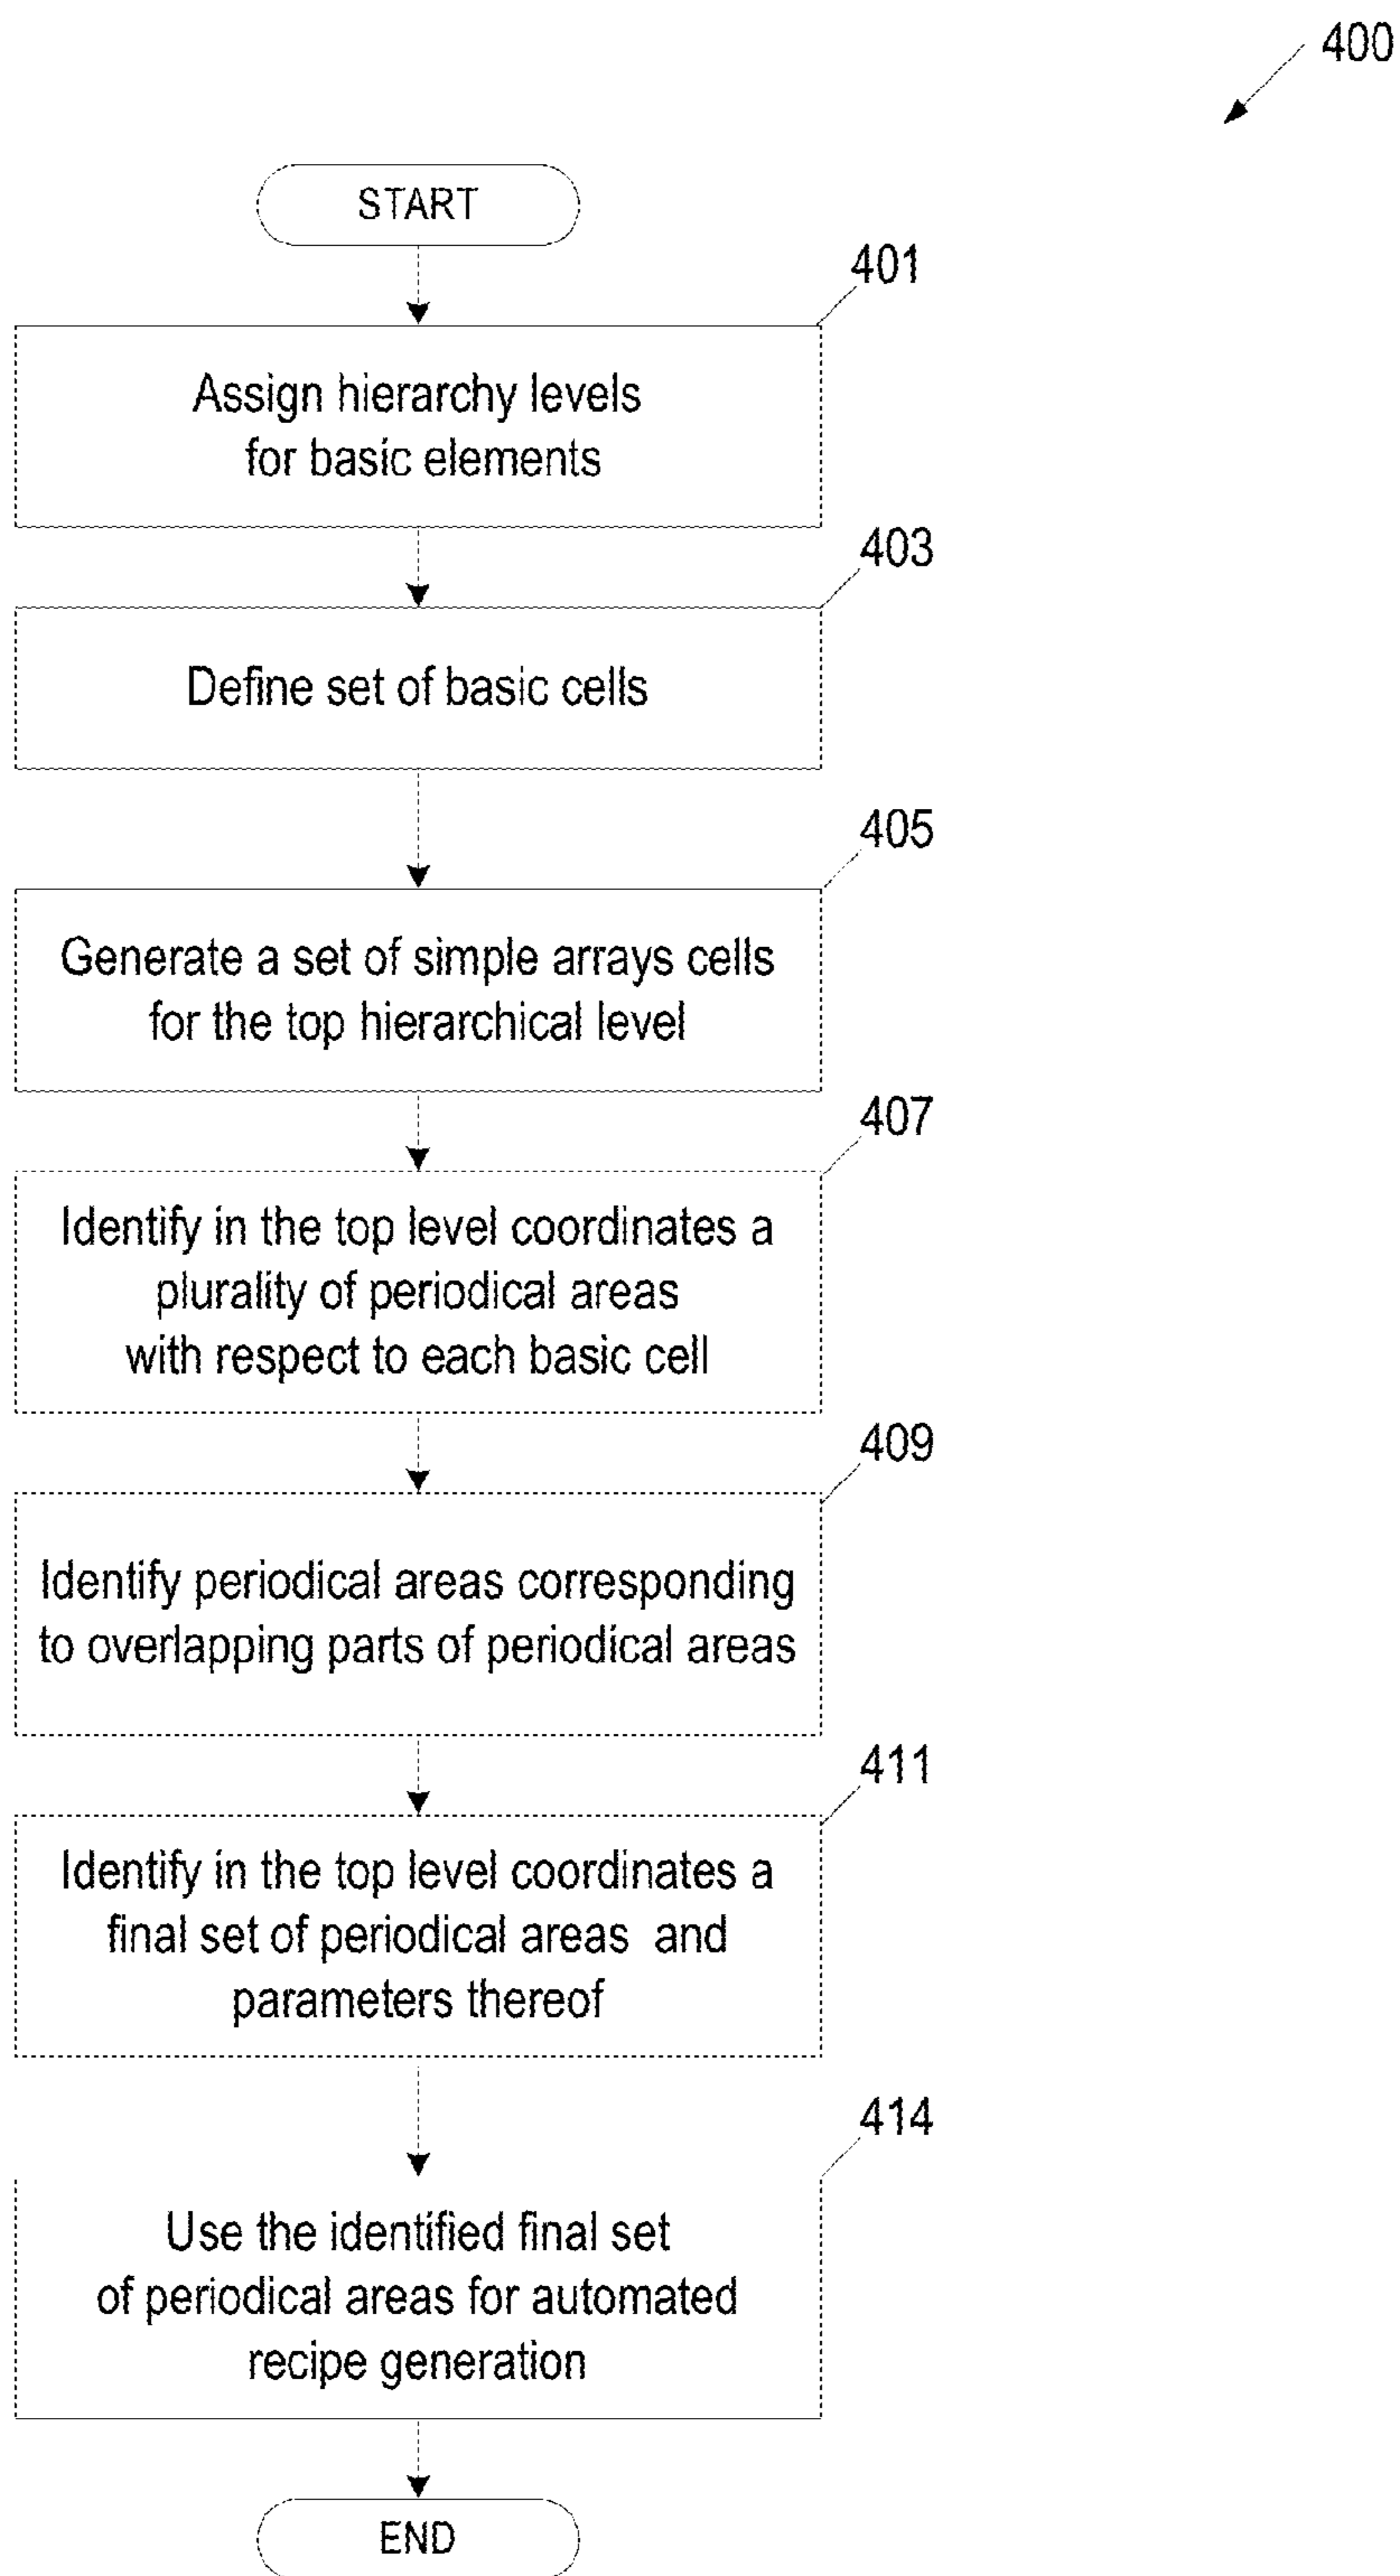 400
START
401
Assign hierarchy levels
for basic elements
403
Define set of basic cells
405
Generate a set of simple arrays cells
for the top hierarchical level
407
Identify in the top level coordinates a
plurality of periodical areas
with respect to each basic cell
409
Identify periodical areas corresponding
to overlapping parts of periodical areas
411
Identify in the top level coordinates a
final set of periodical areas and
parameters thereof
414
Use the identified final set
of periodical areas for automated
recipe generation
END